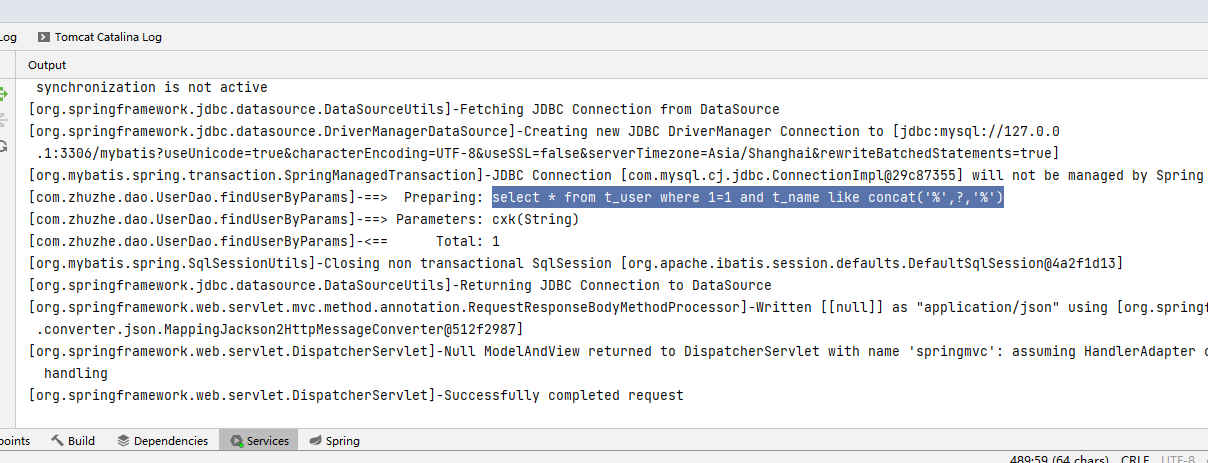 Log
Tomcat Catalina Log
Output
synchronization is not active
[org.springframework.jdbc.datasource.DataSourceUtils]-Fetching JDBC Connection from DataSource
[org.springframework.jdbc.datasource.DriverManagerDataSource]-Creating new JDBC DriverManager Connection to [jdbc:mysql://127.0.0
.1:3306/mybatis?useUnicode=true&characterEncoding=UTF-8&useSSL=false&serverTimezone=Asia/Shanghai&rewriteBatchedStatements=true]
[org.mybatis.spring.transaction.SpringManagedTransaction]-JDBC Connection [com.mysql.cj.jdbc.ConnectionImpl@29c87355] will not be managed by Spring
[com.zhuzhe.dao.UserDao.findUserByParams]-==>  Preparing: select * from t_user where 1=1 and t_name like concat('%',?,'%')
[com.zhuzhe.dao.UserDao.findUserByParams]-==> Parameters: cxk(String)
[com.zhuzhe.dao.UserDao.findUserByParams]-<==      Total: 1
[org.mybatis.spring.SqlSessionUtils]-Closing non transactional SqlSession [org.apache.ibatis.session.defaults.DefaultSqlSession@4a2f1d13]
[org.springframework.jdbc.datasource.DataSourceUtils]-Returning JDBC Connection to DataSource
[org.springframework.web.servlet.mvc.method.annotation.RequestResponseBodyMethodProcessor]-Written [[null]] as "application/json" using [org.springf
.converter.json.MappingJackson2HttpMessageConverter@512f2987]
[org.springframework.web.servlet.DispatcherServlet]-Null ModelAndView returned to DispatcherServlet with name 'springmvc': assuming HandlerAdapter
handling
[org.springframework.web.servlet.DispatcherServlet]-Successfully completed request
points
Build
Dependencies
Services
Spring
489:59 (64 chars)
CRLF
UTF-8